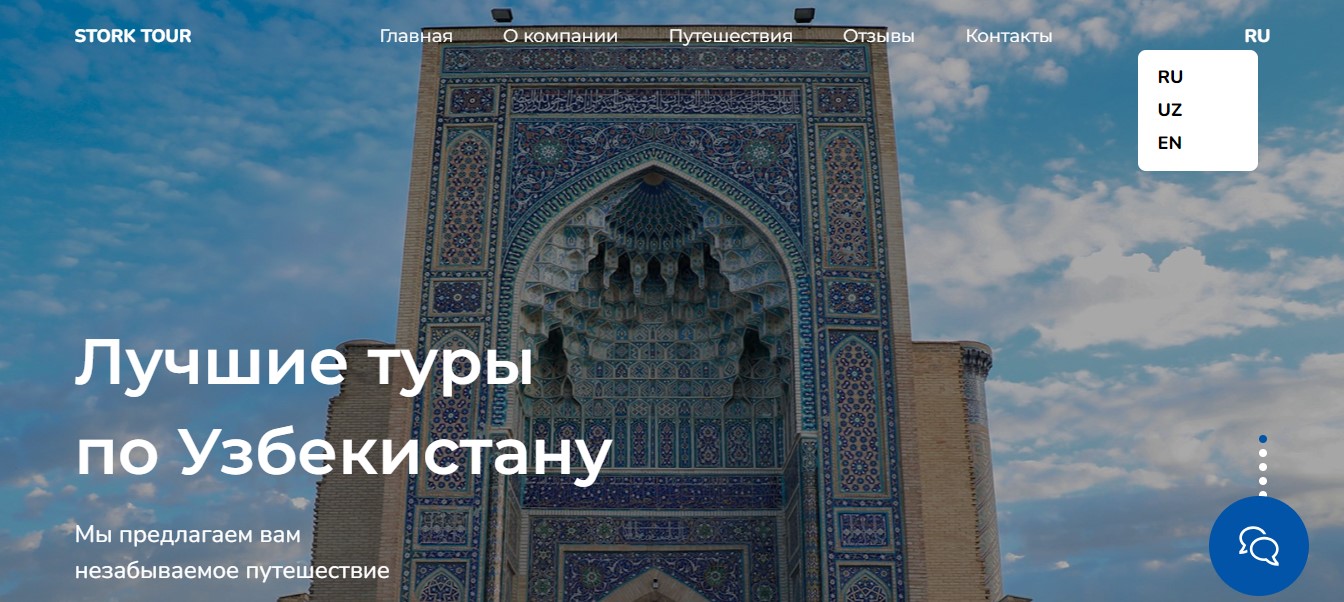 STORK TOUR
Главная
О компании
Путешествия
Отзывы
Контакты
RU
RU
UZ
EN
Лучшие туры
по Узбекистану
Мы предлагаем вам
незабываемое путешествие